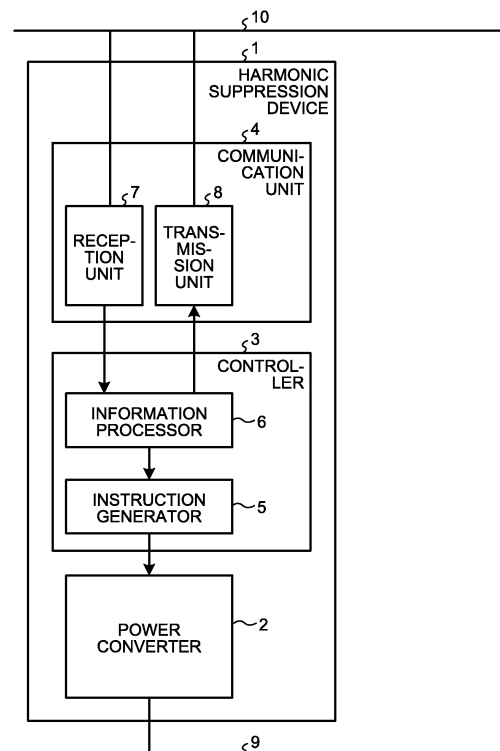 10
1
HARMONIC
SUPPRESSION
DEVICE
4
COMMUNI-
CATION
UNIT
7
8
RECEP-
TION
UNIT
TRANS-
MIS-
SION
UNIT
3
CONTROL-
LER
INFORMATION
PROCESSOR
6
INSTRUCTION
GENERATOR
5
POWER
CONVERTER
2
9